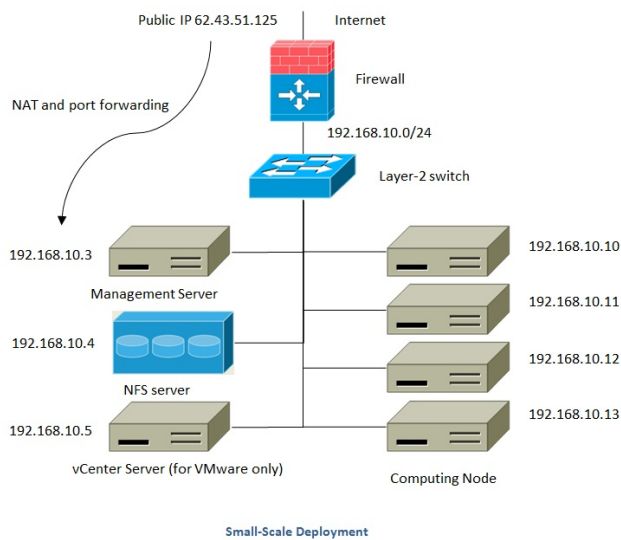 Public IP 62.43.51.125
Internet
Firewall
NAT and port forwarding
192.168.10.0/24
Layer-2 switch
192.168.10.3
192.168.10.10
Management Server
192.168.10.11
192.168.10.4
192.168.10.12
NFS server
192.168.10.5
192.168.10.13
vCenter Server (for VMware only)
Computing Node
Small-Scale Deployment